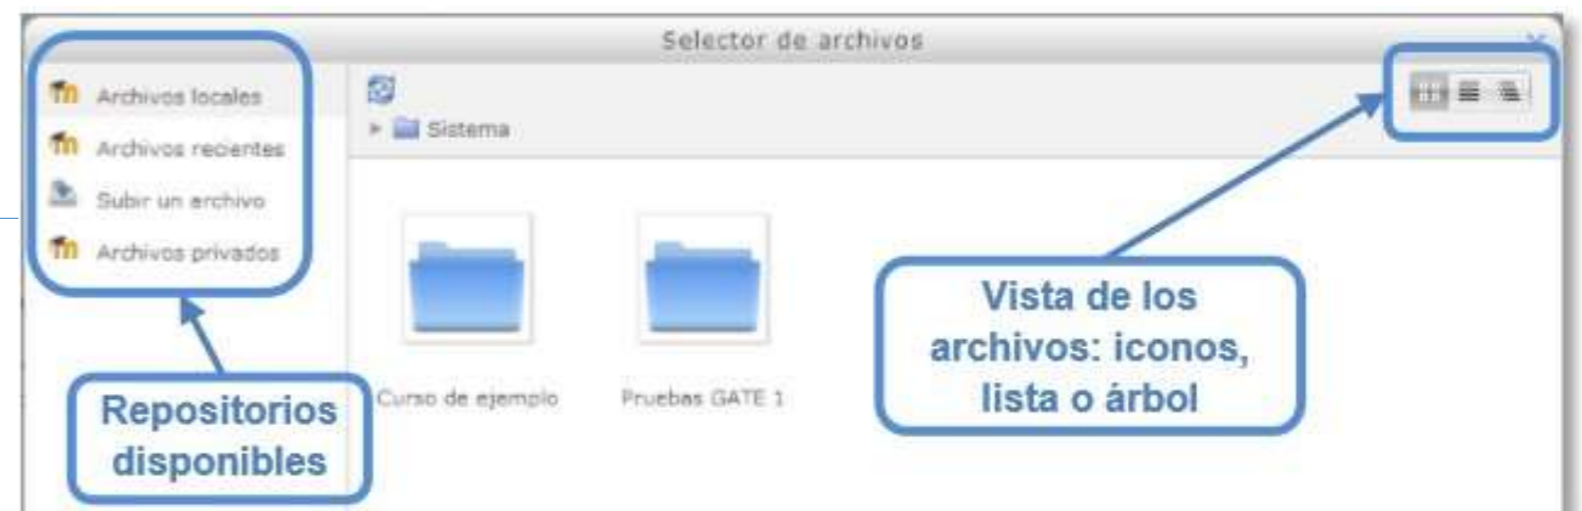 Selector de archivos
Archivos locales
Archivos recientes
Subir un archivo
Archivos privados
Sistema
Curso de ejemplo
Pruebas GATE 1
Repositorios
disponibles
Vista de los
archivos: iconos,
lista o árbol